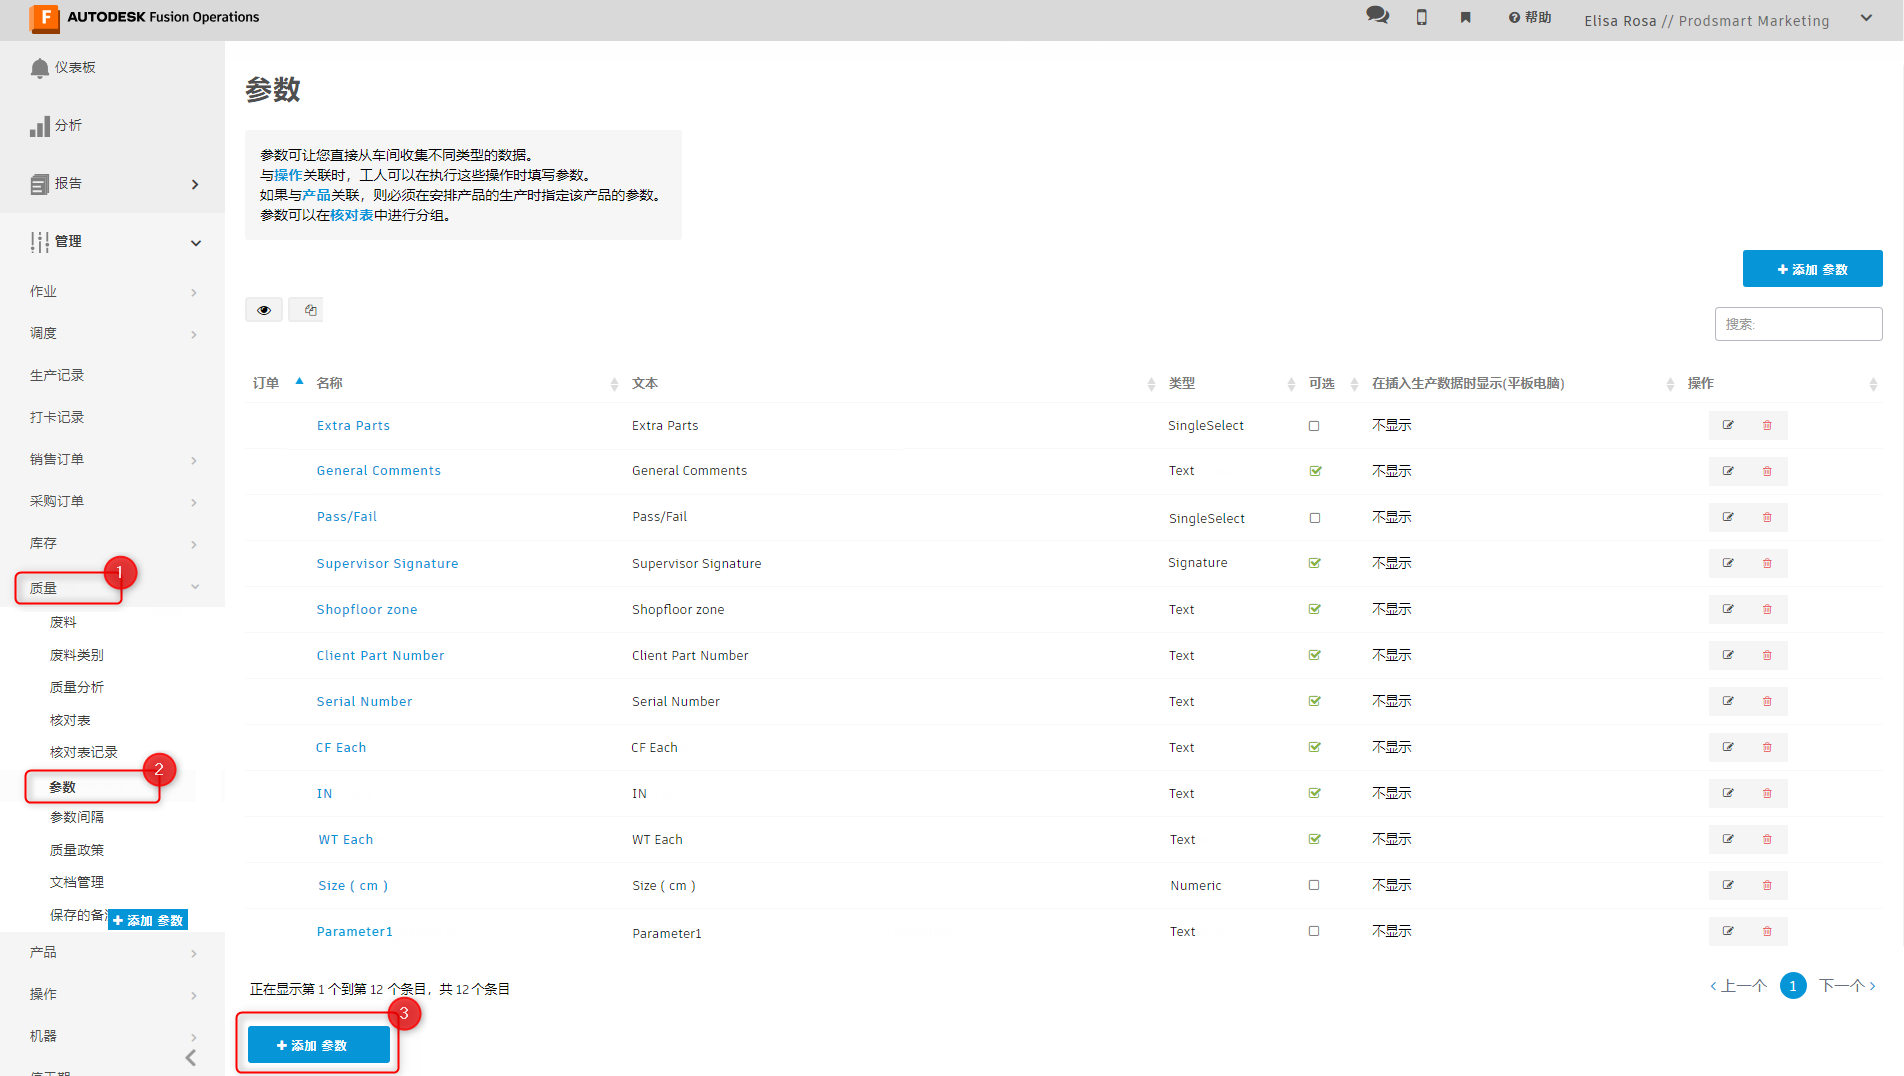 AUTODESK Fusion Operations
帮助
Elisa Rosa // Prodsmart Marketing
仪表板
分析
报告
管理
作业
调度
生产记录
打卡记录
销售订单
采购订单
库存
1
质量
废料
废料类别
质量分析
核对表
核对表记录
2
参数
参数间隔
质量政策
文档管理
保存的备
+ 添加 参数
产品
操作
机器
参数
参数可让您直接从车间收集不同类型的数据。
与操作关联时，工人可以在执行这些操作时填写参数。
如果与产品关联，则必须在安排产品的生产时指定该产品的参数。
参数可以在核对表中进行分组。
+ 添加 参数
搜索:
订单 名称 文本 类型 可选 在插入生产数据时显示(平板电脑) 操作
Extra Parts Extra Parts SingleSelect 不显示
General Comments General Comments Text 不显示
Pass/Fail Pass/Fail SingleSelect 不显示
Supervisor Signature Supervisor Signature Signature 不显示
Shopfloor zone Shopfloor zone Text 不显示
Client Part Number Client Part Number Text 不显示
Serial Number Serial Number Text 不显示
CF Each CF Each Text 不显示
IN IN Text 不显示
WT Each WT Each Text 不显示
Size ( cm ) Size ( cm ) Numeric 不显示
Parameter1 Parameter1 Text 不显示
正在显示第 1 个到第 12 个条目，共 12 个条目
‹ 上一个 1 下一个 ›
3
+ 添加 参数